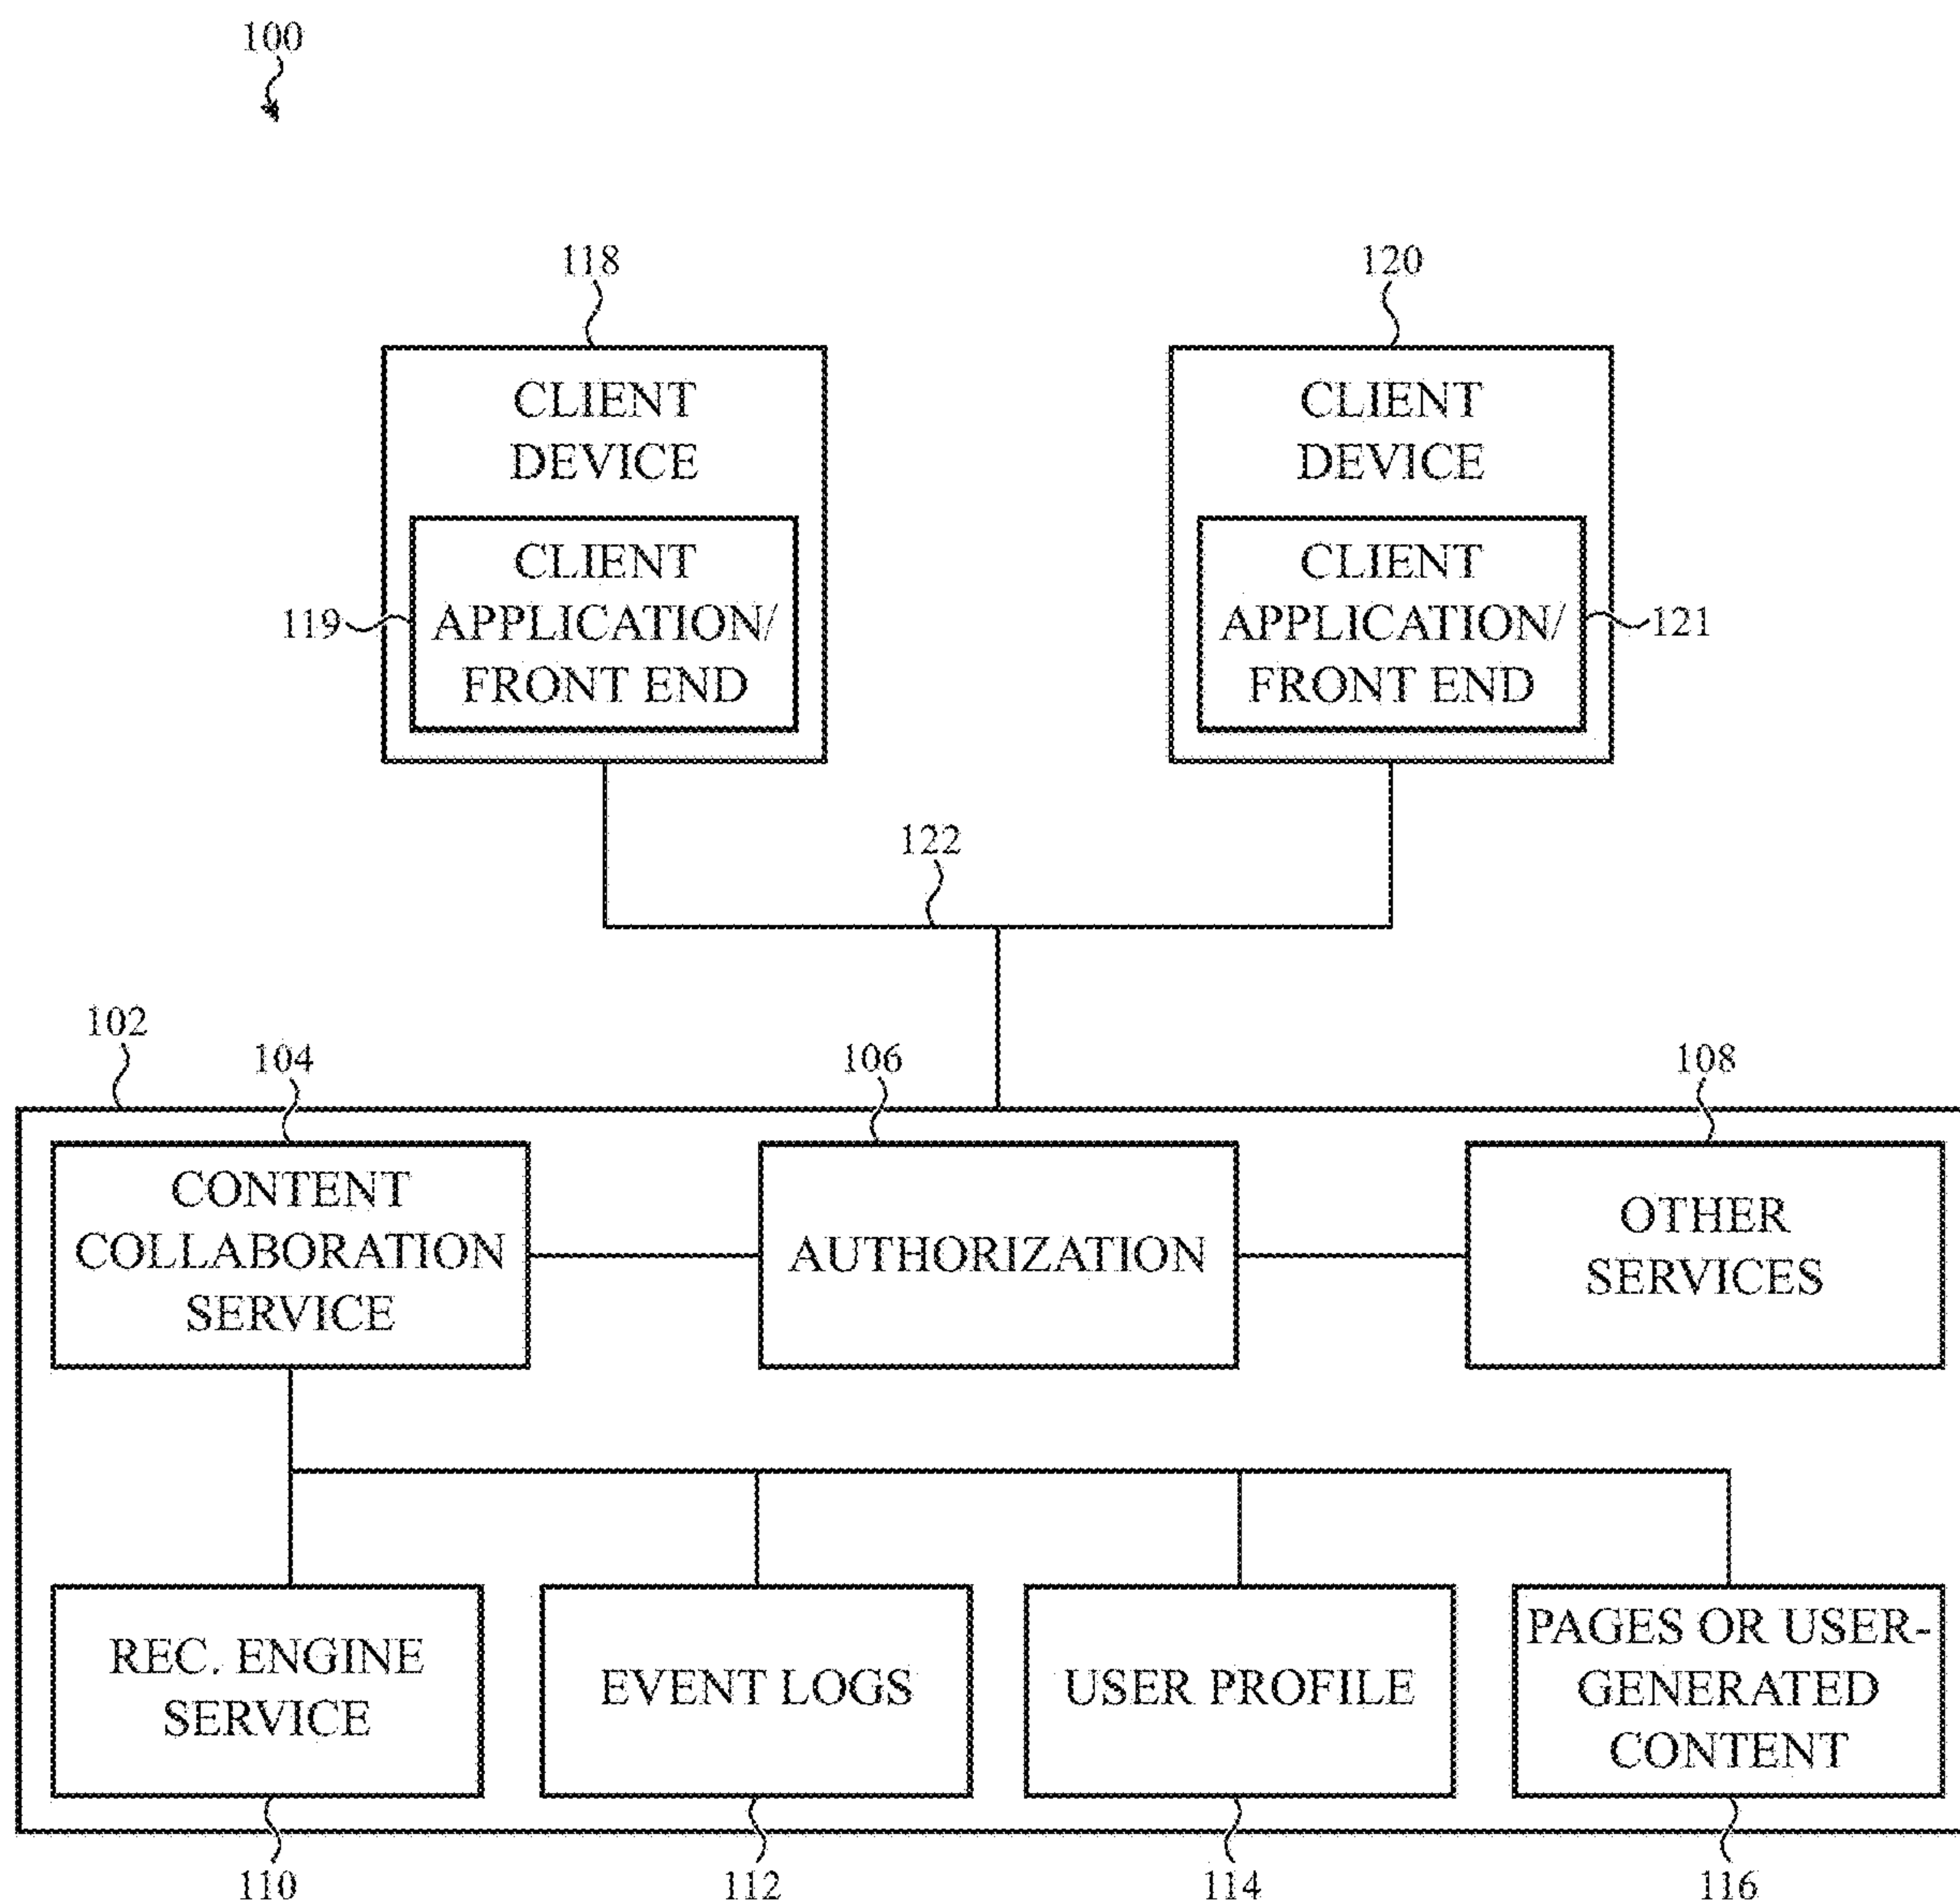 100
118
120
CLIENT
DEVICE
CLIENT
DEVICE
CLIENT
APPLICATION/
FRONT END
119
CLIENT
APPLICATION/
FRONT END
121
122
102
104
106
108
CONTENT
COLLABORATION
SERVICE
AUTHORIZATION
OTHER
SERVICES
REC. ENGINE
SERVICE
EVENT LOGS
USER PROFILE
PAGES OR USER-
GENERATED
CONTENT
110
112
114
116